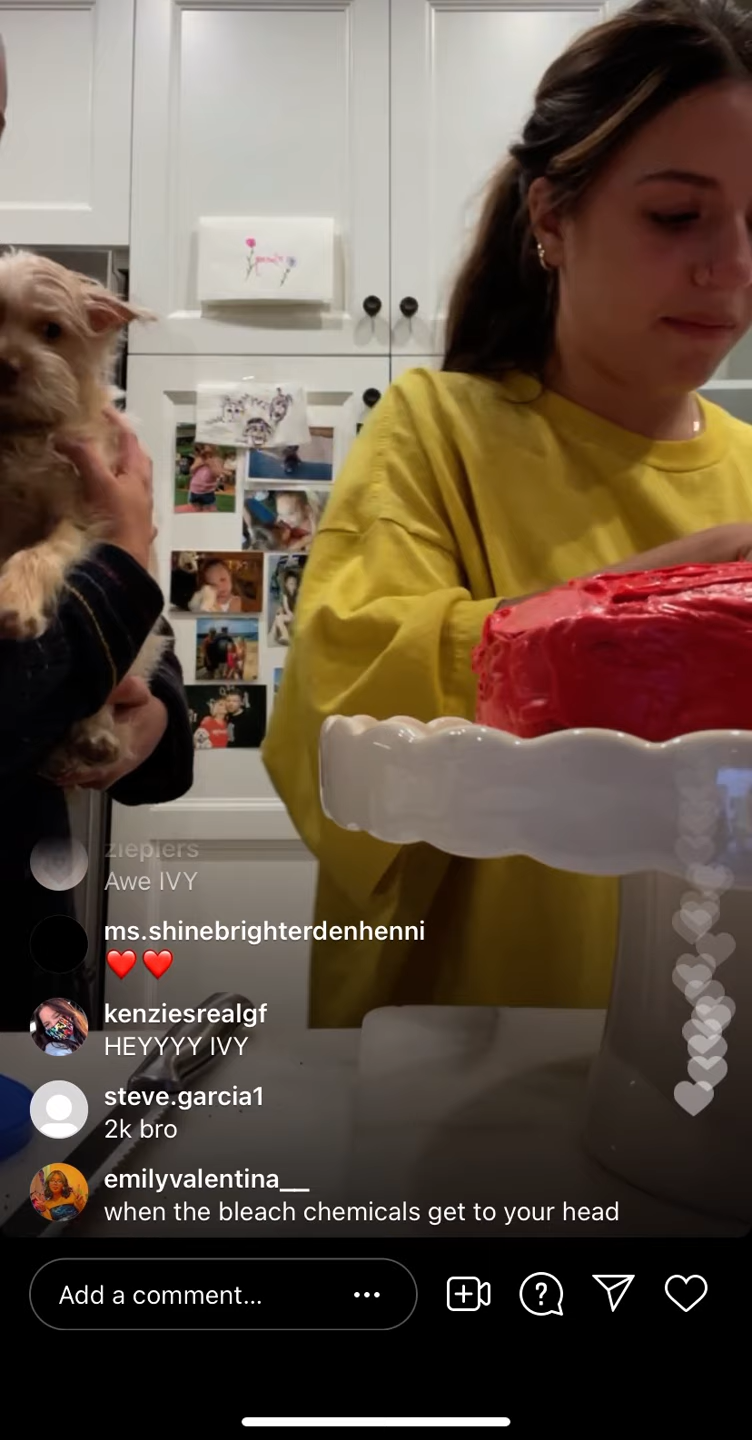 zieplers
Awe IVY
ms.shinebrighterdenhenni
❤️❤️
kenziesrealgf
HEYYYY IVY
steve.garcia1
2k bro
emilyvalentina__
when the bleach chemicals get to your head
Add a comment...